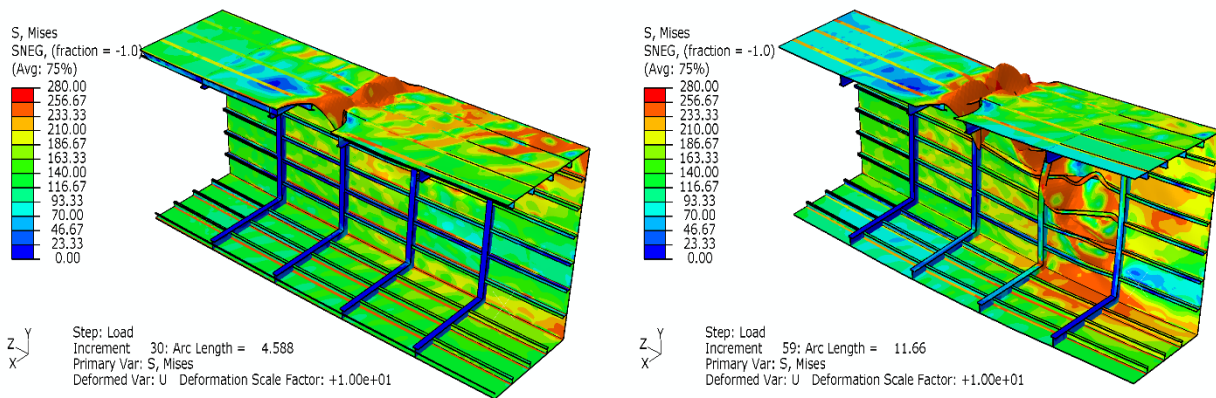 S, Mises
SNEG, (fraction = -1.0)
(Avg: 75%)
280.00
256.67
233.33
210.00
186.67
163.33
140.00
116.67
93.33
70.00
46.67
23.33
0.00
Y
Z
X
Step: Load
Increment 30: Arc Length = 4.588
Primary Var: S, Mises
Deformed Var: U Deformation Scale Factor: +1.00e+01
S, Mises
SNEG, (fraction = -1.0)
(Avg: 75%)
280.00
256.67
233.33
210.00
186.67
163.33
140.00
116.67
93.33
70.00
46.67
23.33
0.00
Y
Z
X
Step: Load
Increment 59: Arc Length = 11.66
Primary Var: S, Mises
Deformed Var: U Deformation Scale Factor: +1.00e+01